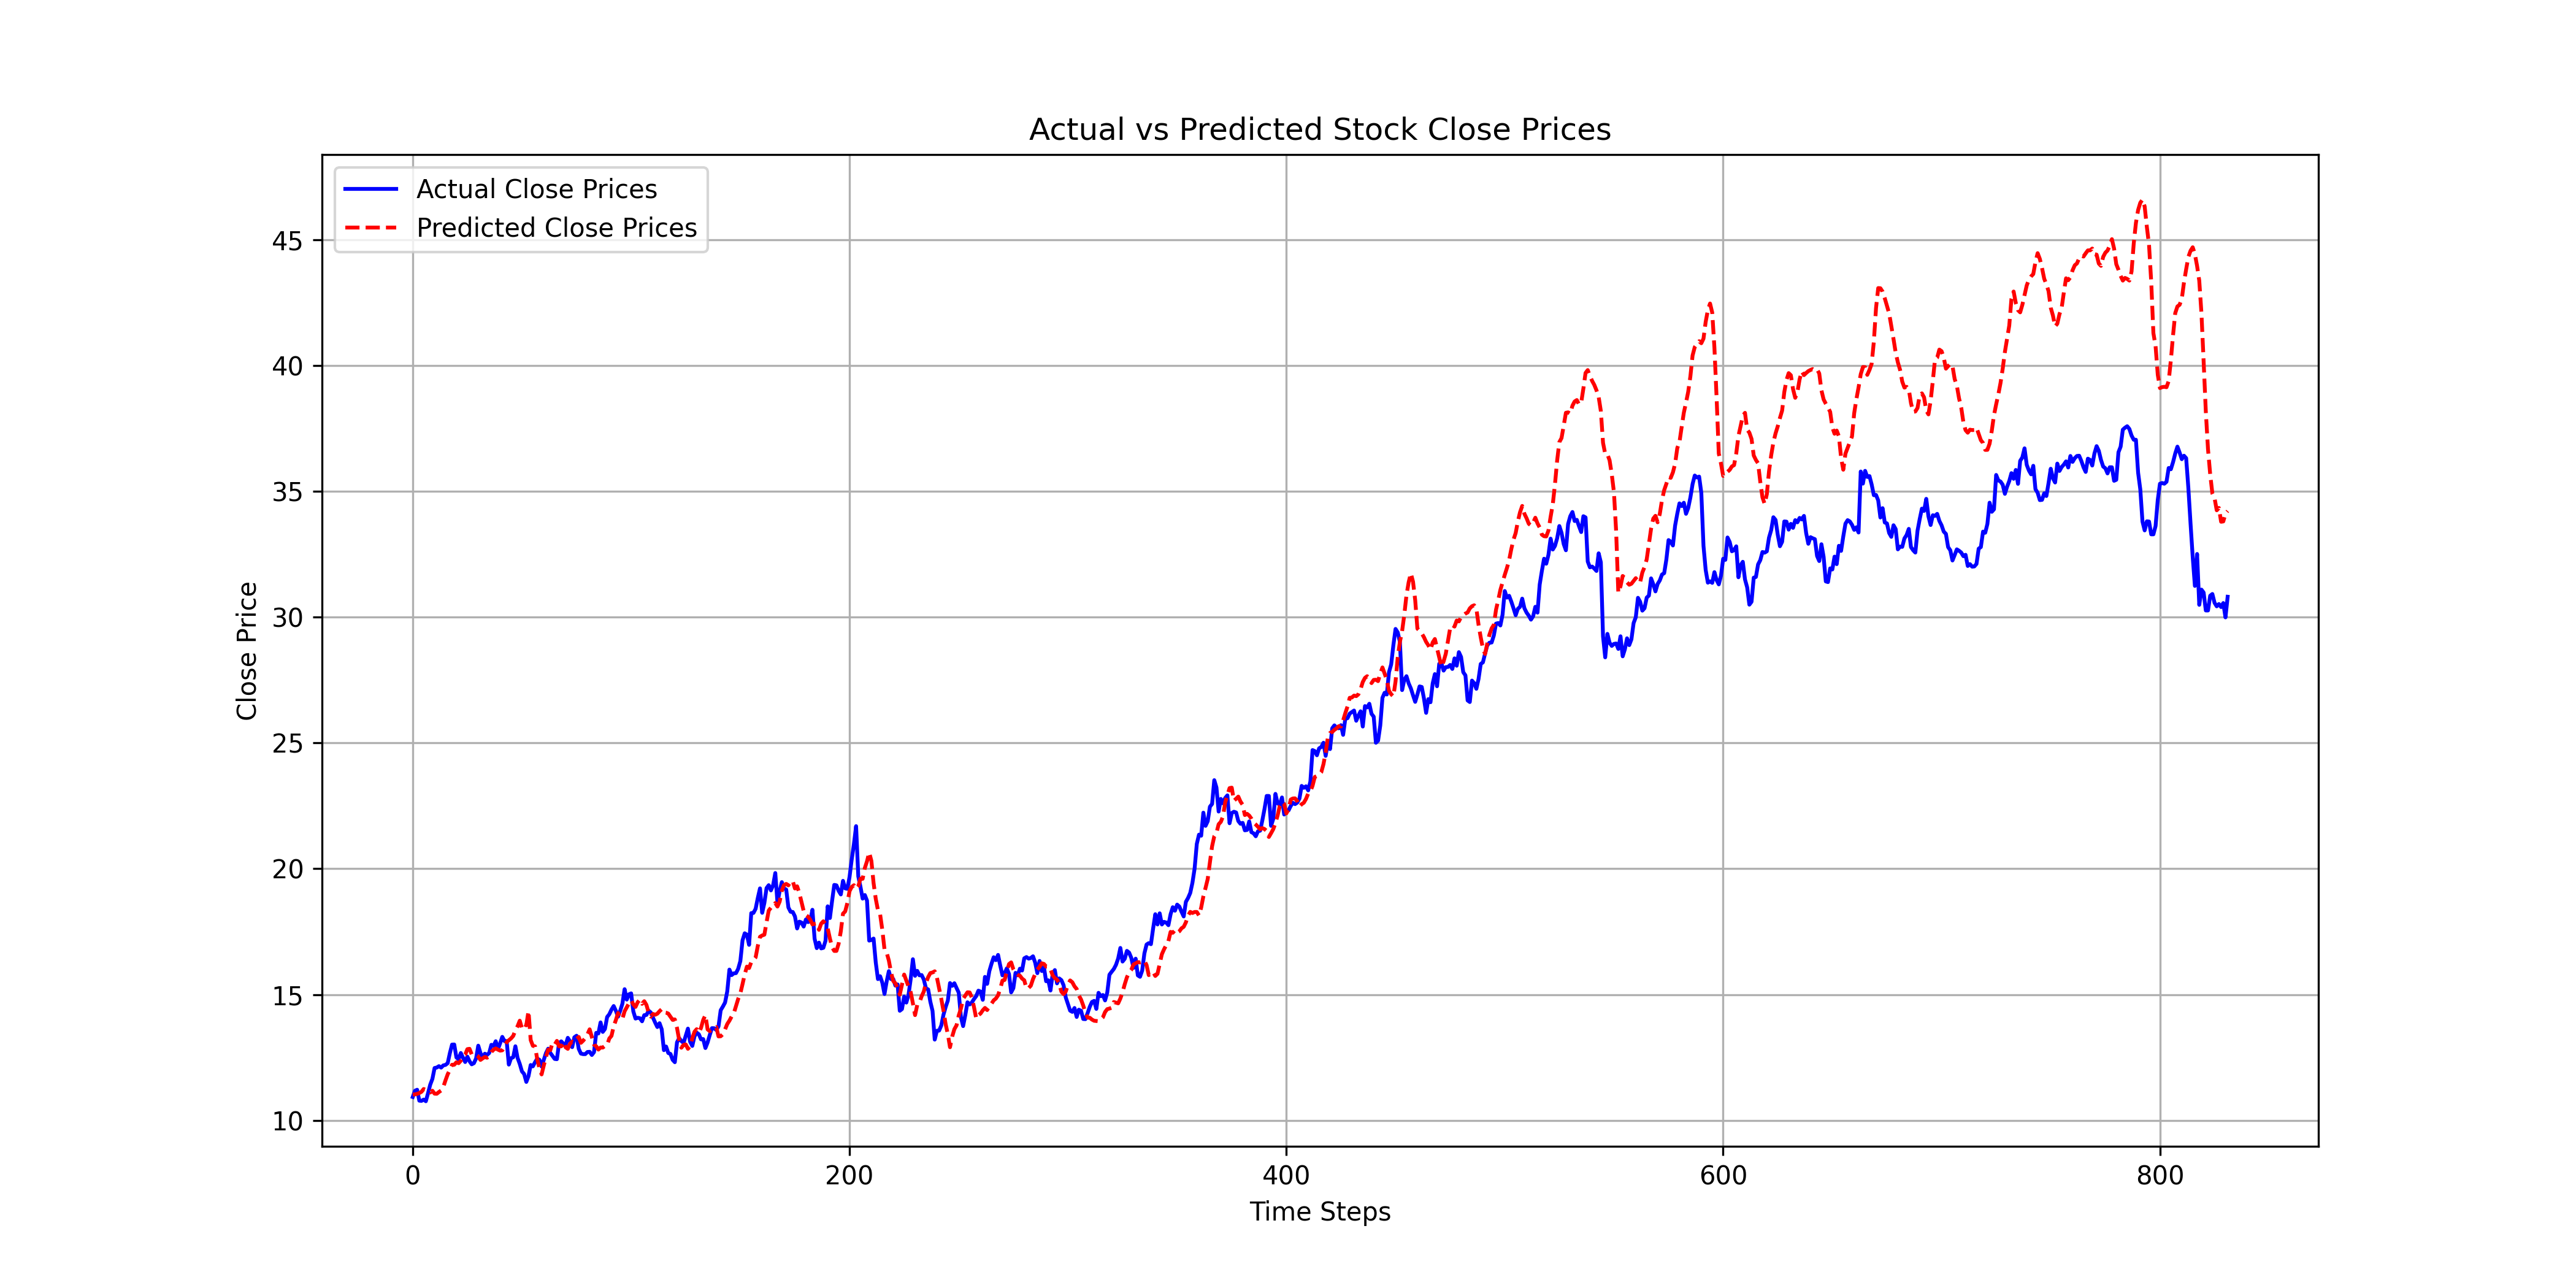 Actual vs Predicted Stock Close Prices
Actual Close Prices
Predicted Close Prices
45
40
35
30
25
20
15
10
Close Price
0 200 400 600 800
Time Steps